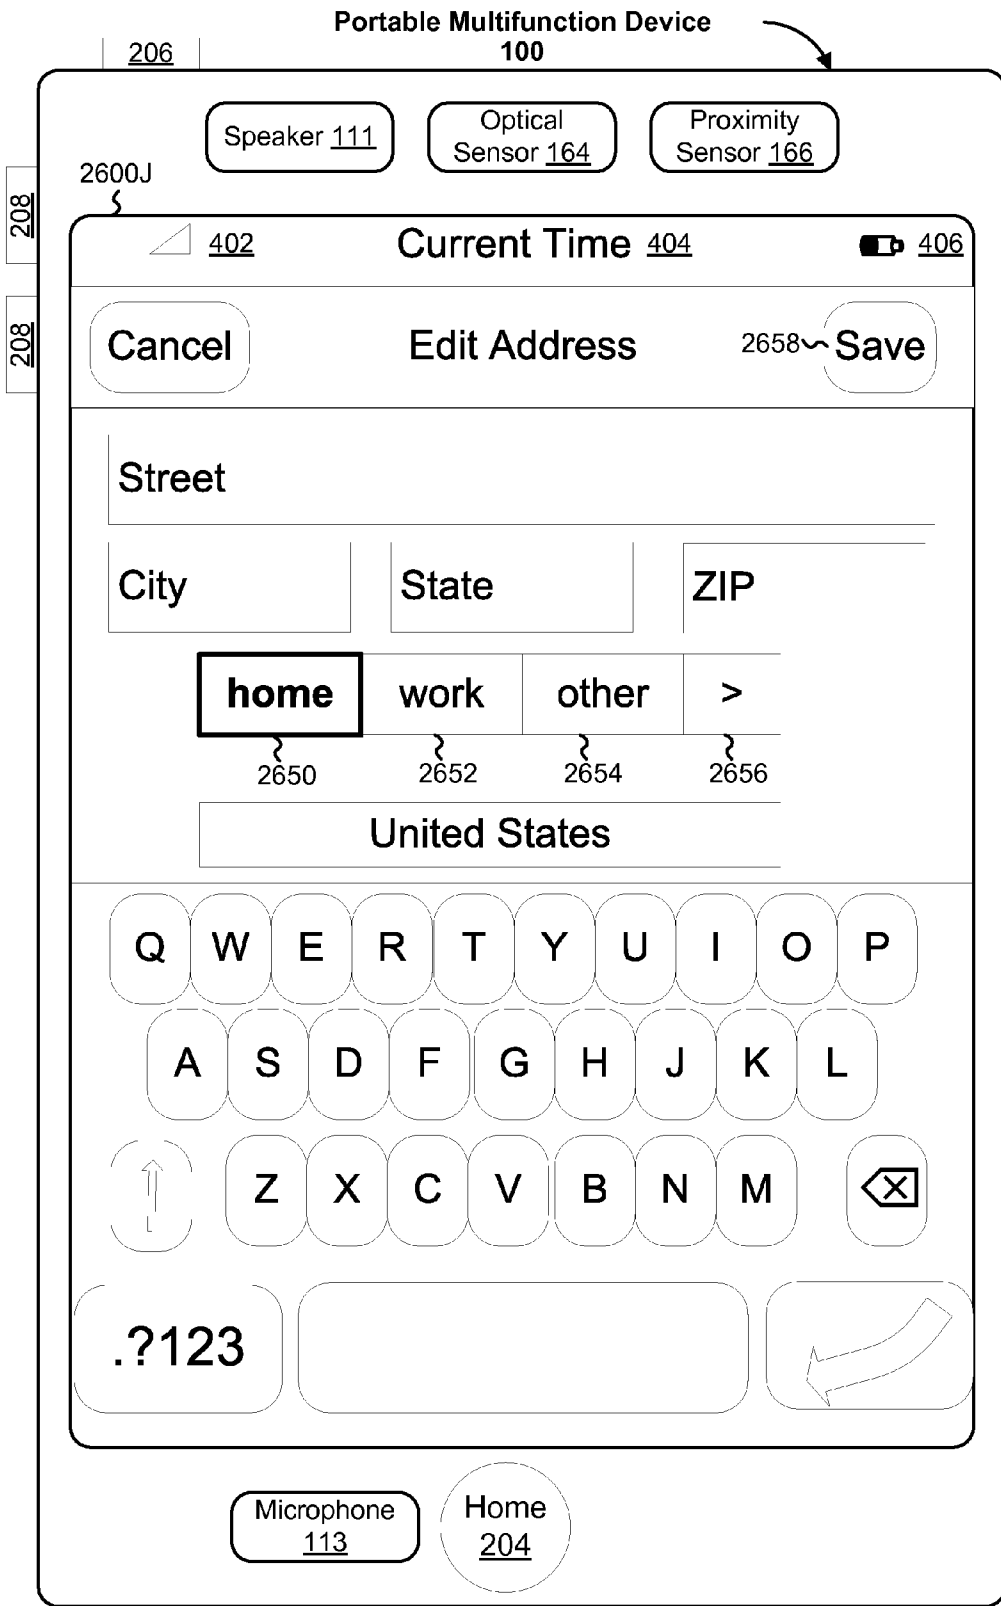 Portable Multifunction Device
100
206
Speaker 111
Optical
Sensor 164
Proximity
Sensor 166
2600J
208
208
402
Current Time 404
406
Cancel
Edit Address
2658
Save
Street
City
State
ZIP
home
work
other
>
2650
2652
2654
2656
United States
Q W E R T Y U I O P
A S D F G H J K L
Z X C V B N M
.?123
Microphone
113
Home
204